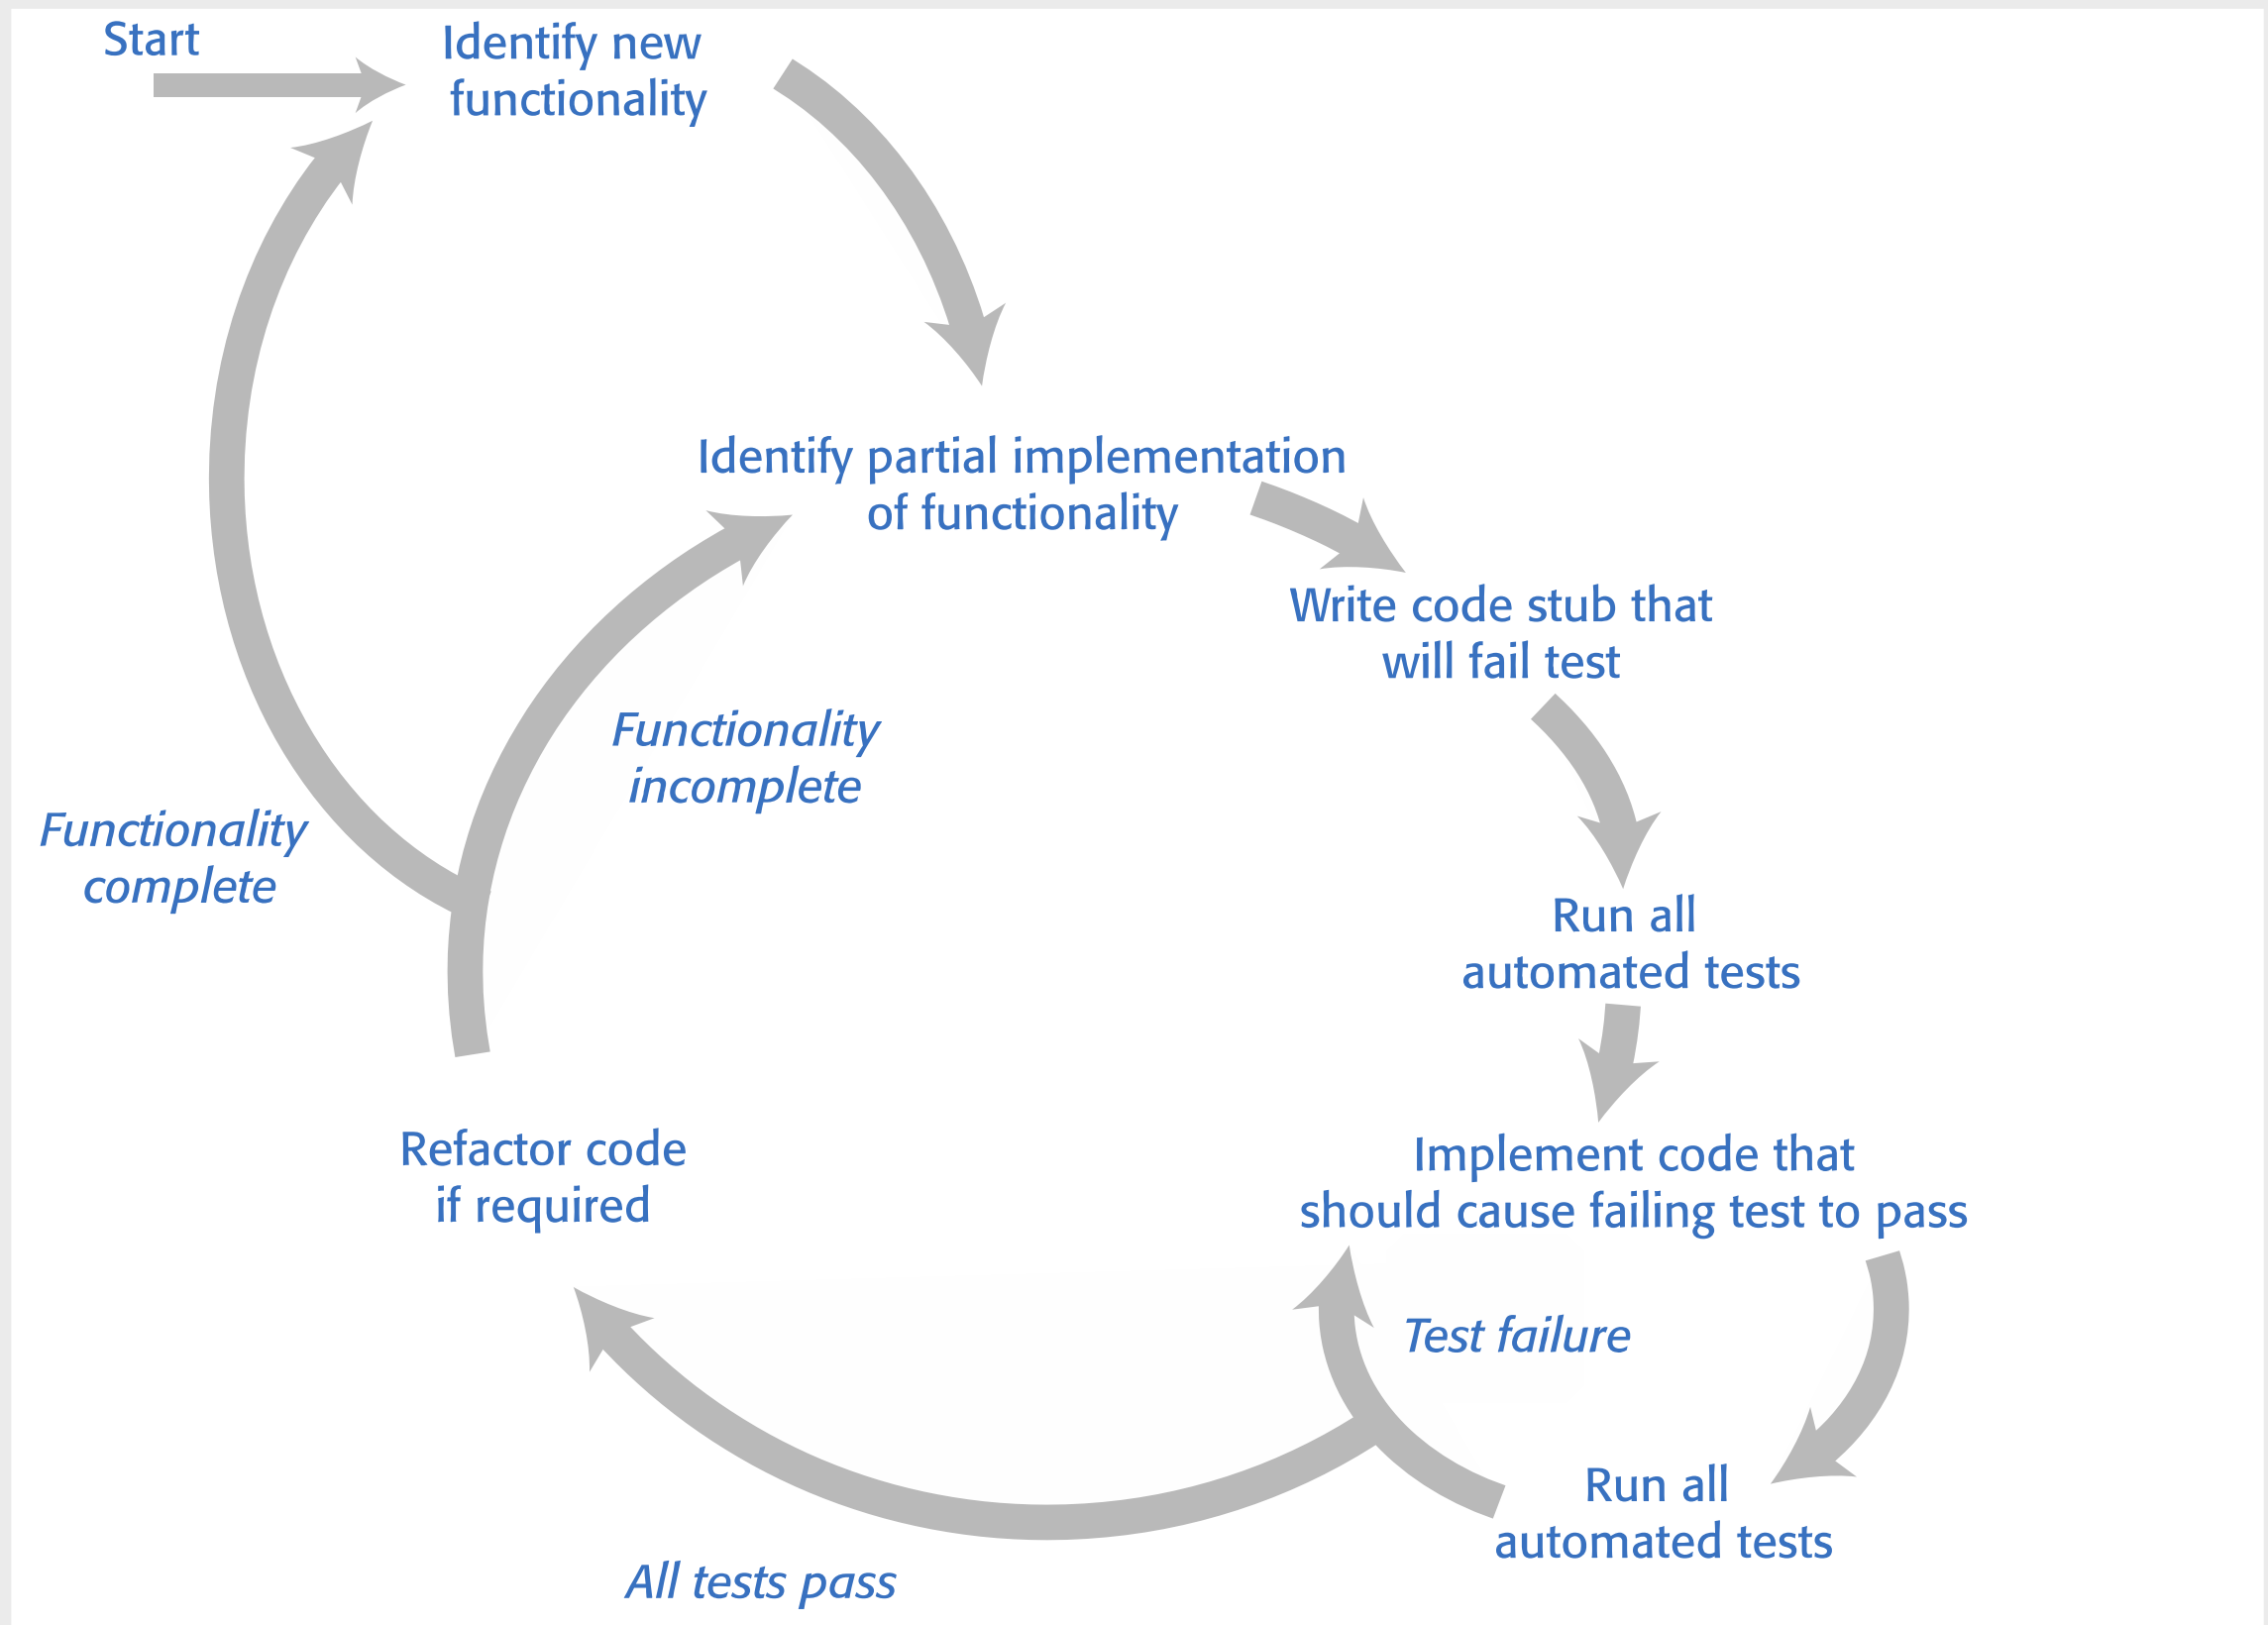 Start
Identify new
functionality
Identify partial implementation
of functionality
Write code stub that
will fail test
Functionality
incomplete
Functionality
complete
Run all
automated tests
Refactor code
if required
Implement code that
should cause failing test to pass
Test failure
Run all
automated tests
All tests pass